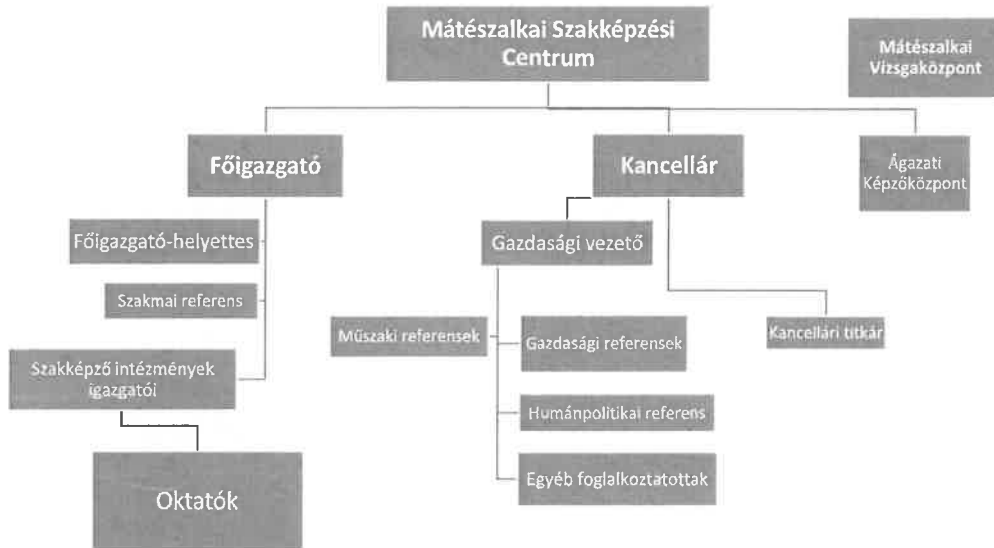 Mátészalkai Szakképzési
Centrum
Mátészalkai
Vizsgaközpont
Főigazgató
Kancellár
Ágazati
Képzőközpont
Főigazgató-helyettes
Gazdasági vezető
Szakmai referens
Műszaki referensek
Gazdasági referensek
Kancellári titkár
Szakképző intézmények
igazgatói
Humánpolitikai referens
Oktatók
Egyéb foglalkoztatottak